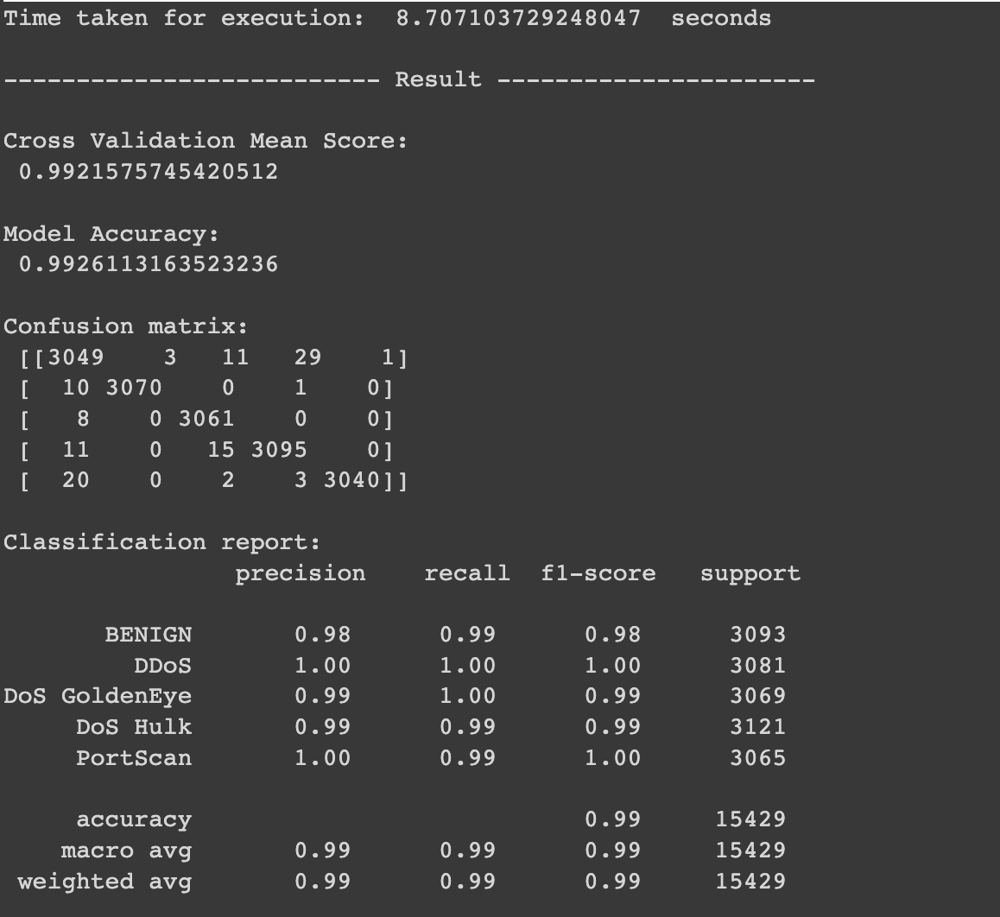 Time taken for execution:  8.707103729248047  seconds
-------------------------- Result ----------------------
Cross Validation Mean Score:
 0.9921575745420512
Model Accuracy:
 0.9926113163523236
Confusion matrix:
 [[3049    3   11   29    1]
 [  10 3070    0    1    0]
 [   8    0 3061    0    0]
 [  11    0   15 3095    0]
 [  20    0    2    3 3040]]
Classification report:
                precision    recall  f1-score   support
       BENIGN       0.98      0.99      0.98      3093
         DDoS       1.00      1.00      1.00      3081
DoS GoldenEye       0.99      1.00      0.99      3069
     DoS Hulk       0.99      0.99      0.99      3121
     PortScan       1.00      0.99      1.00      3065
     accuracy                           0.99     15429
    macro avg       0.99      0.99      0.99     15429
 weighted avg       0.99      0.99      0.99     15429